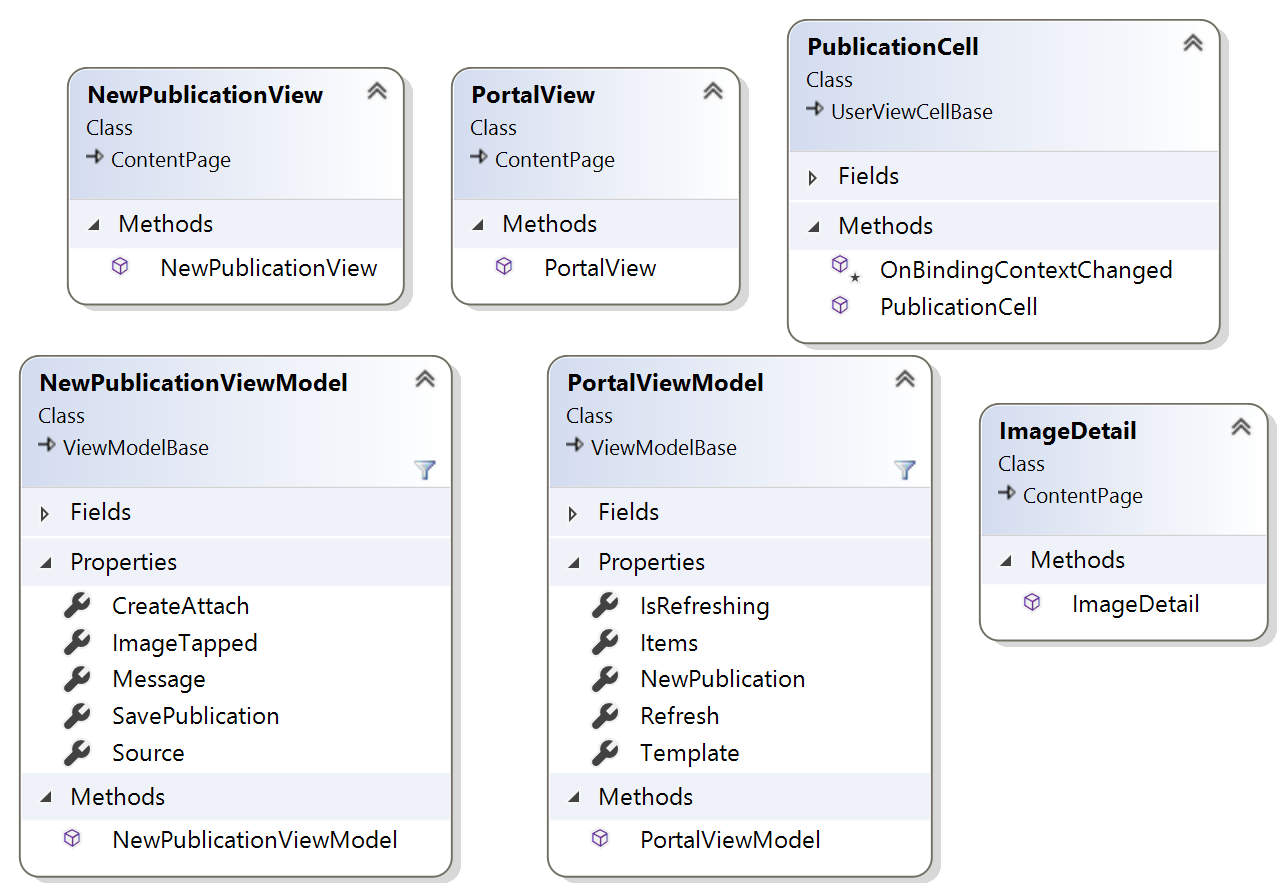 NewPublicationView
Class
ContentPage
Methods
NewPublicationView
PortalView
Class
ContentPage
Methods
PortalView
PublicationCell
Class
UserViewCellBase
Fields
Methods
OnBindingContextChanged
PublicationCell
NewPublicationViewModel
Class
ViewModelBase
Fields
Properties
CreateAttach
ImageTapped
Message
SavePublication
Source
Methods
NewPublicationViewModel
PortalViewModel
Class
ViewModelBase
Fields
Properties
IsRefreshing
Items
NewPublication
Refresh
Template
Methods
PortalViewModel
ImageDetail
Class
ContentPage
Methods
ImageDetail